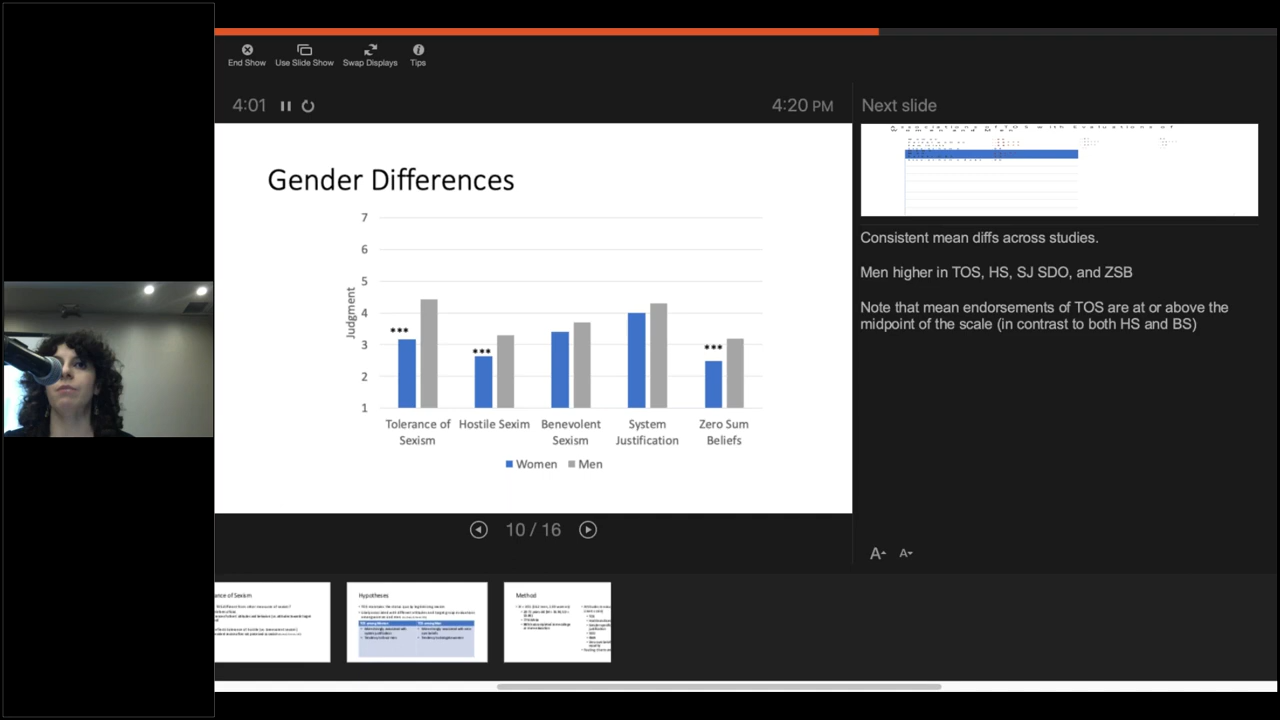 End Show
Use Slide Show
Swap Displays
Tips
4:01
4:20 PM
Next slide
Gender Differences
7
6
5
4
3
2
1
Judgment
***
***
***
Tolerance of Sexism
Hostile Sexim
Benevolent Sexism
System Justification
Zero Sum Beliefs
Women
Men
Consistent mean diffs across studies.
Men higher in TOS, HS, SJ SDO, and ZSB
Note that mean endorsements of TOS are at or above the
midpoint of the scale (in contrast to both HS and BS)
10 / 16
A
A
ance of Sexism
Hypotheses
Method